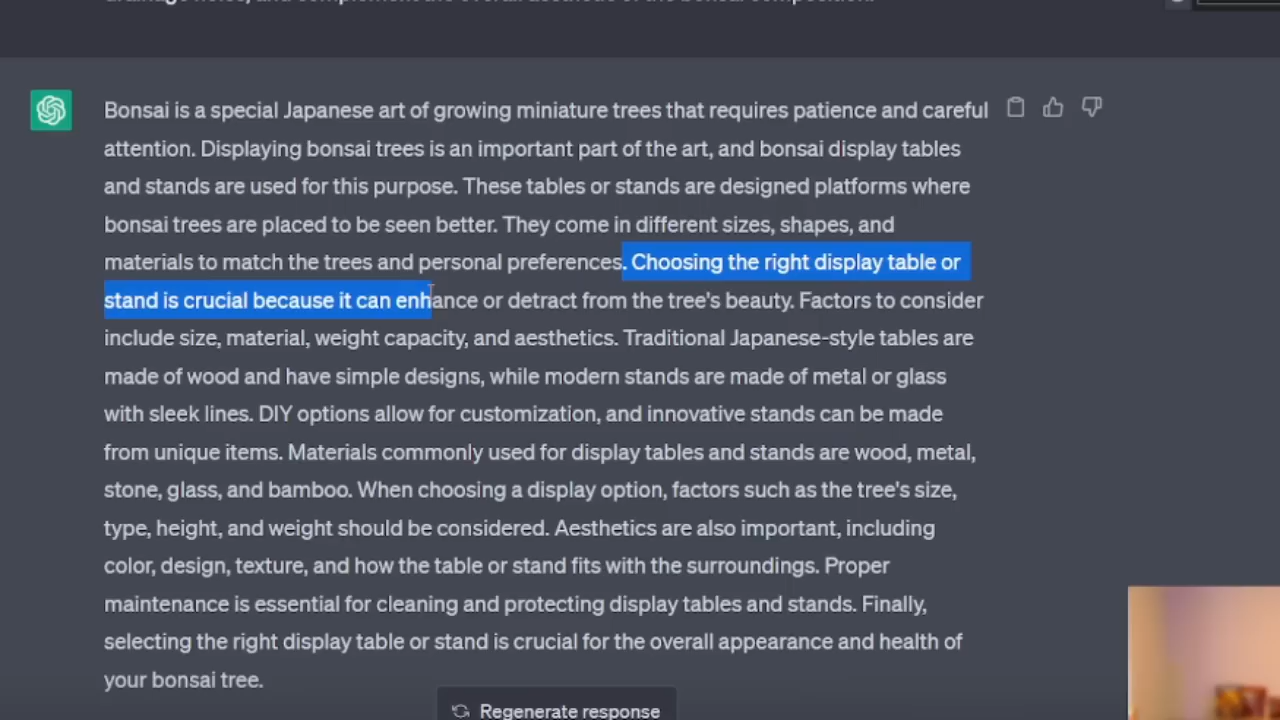 drainage holes, and complement the overall aesthetic of the bonsai composition.
Bonsai is a special Japanese art of growing miniature trees that requires patience and careful
attention. Displaying bonsai trees is an important part of the art, and bonsai display tables
and stands are used for this purpose. These tables or stands are designed platforms where
bonsai trees are placed to be seen better. They come in different sizes, shapes, and
materials to match the trees and personal preferences. Choosing the right display table or
stand is crucial because it can enhance or detract from the tree's beauty. Factors to consider
include size, material, weight capacity, and aesthetics. Traditional Japanese-style tables are
made of wood and have simple designs, while modern stands are made of metal or glass
with sleek lines. DIY options allow for customization, and innovative stands can be made
from unique items. Materials commonly used for display tables and stands are wood, metal,
stone, glass, and bamboo. When choosing a display option, factors such as the tree's size,
type, height, and weight should be considered. Aesthetics are also important, including
color, design, texture, and how the table or stand fits with the surroundings. Proper
maintenance is essential for cleaning and protecting display tables and stands. Finally,
selecting the right display table or stand is crucial for the overall appearance and health of
your bonsai tree.
Regenerate response